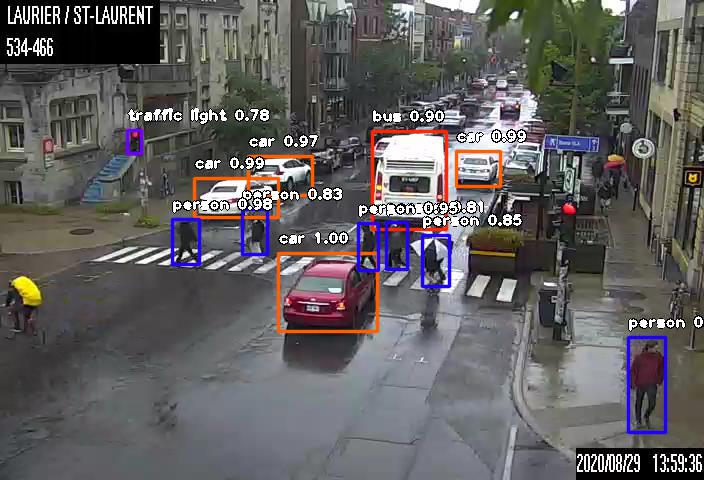 LAURIER / ST-LAURENT
534-466
traffic light 0.78
bus 0.90
car 0.97
car 0.99
car 0.99
person 0.83
person 0.98
person 0.95
.81
person 0.85
car 1.00
person 0
2020/08/29 13:59:36